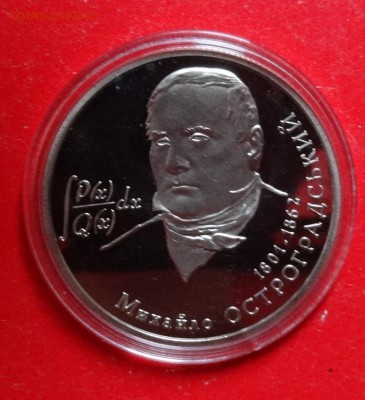 ∫ P(x)/Q(x) dx
Михайло ОСТРОГРАДСЬКИЙ
1801-1862